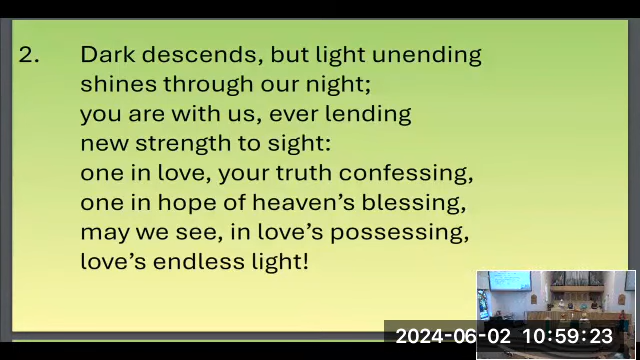 2. Dark descends, but light unending
shines through our night;
you are with us, ever lending
new strength to sight:
one in love, your truth confessing,
one in hope of heaven’s blessing,
may we see, in love’s possessing,
love’s endless light!
2024-06-02 10:59:23